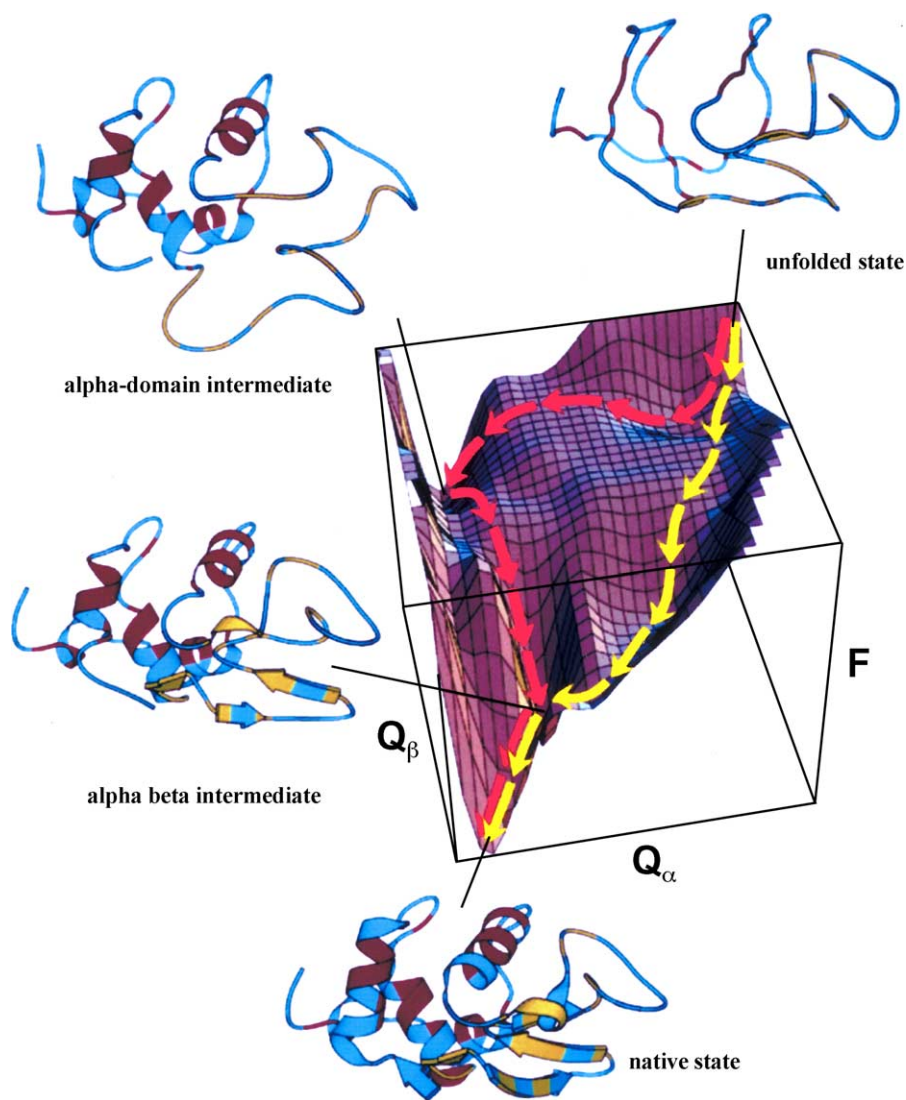 unfolded state
alpha-domain intermediate
F
Qβ
alpha beta intermediate
Qα
native state